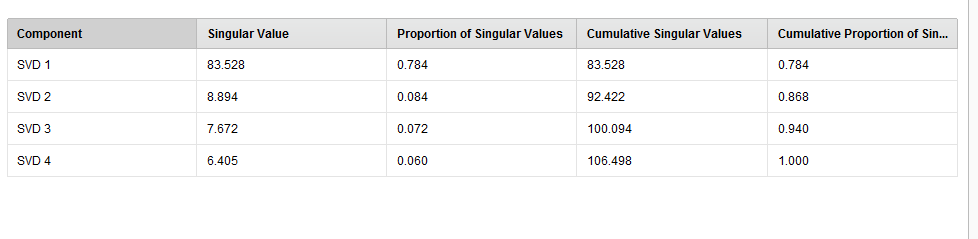 Component Singular Value Proportion of Singular Values Cumulative Singular Values Cumulative Proportion of Sin...
SVD 1 83.528 0.784 83.528 0.784
SVD 2 8.894 0.084 92.422 0.868
SVD 3 7.672 0.072 100.094 0.940
SVD 4 6.405 0.060 106.498 1.000